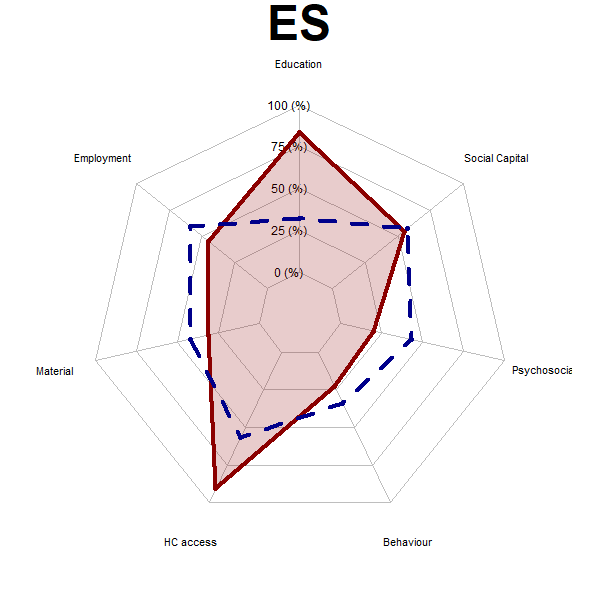 ES
Education
100 (%)
75 (%)
50 (%)
25 (%)
0 (%)
Employment
Social Capital
Material
Psychosocia
HC access
Behaviour